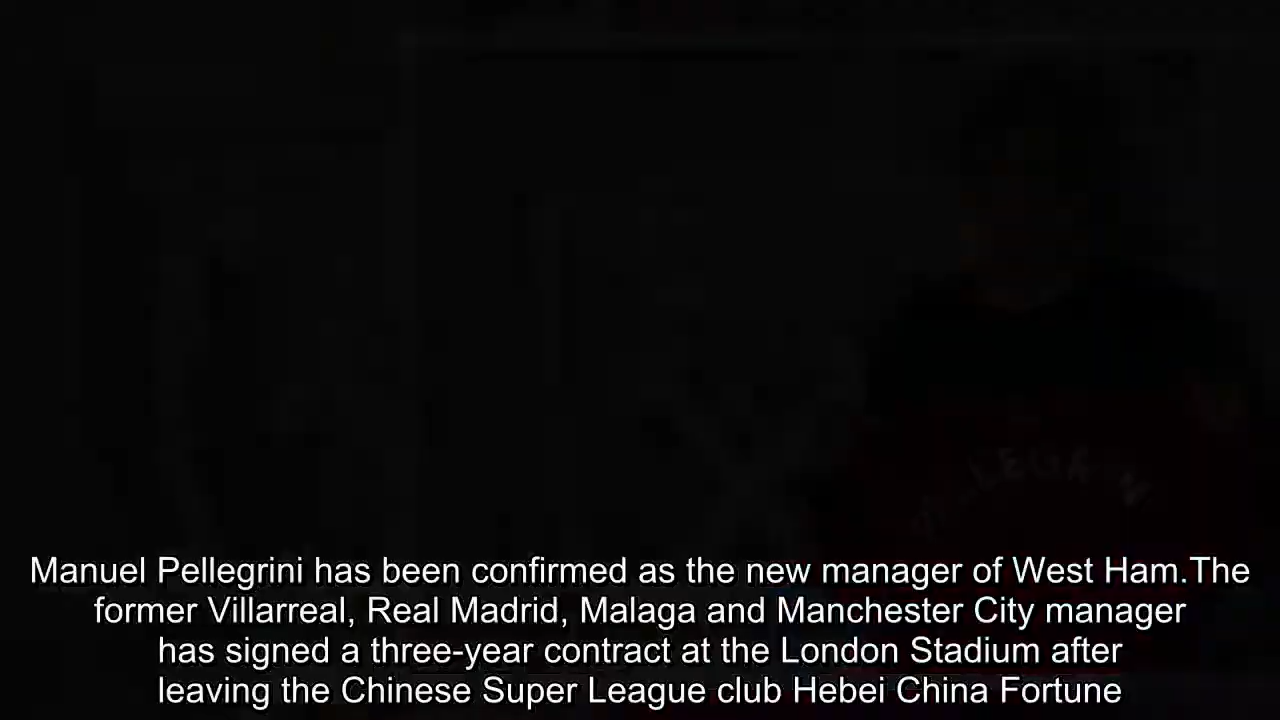 Manuel Pellegrini has been confirmed as the new manager of West Ham.The
former Villarreal, Real Madrid, Malaga and Manchester City manager
has signed a three-year contract at the London Stadium after
leaving the Chinese Super League club Hebei China Fortune